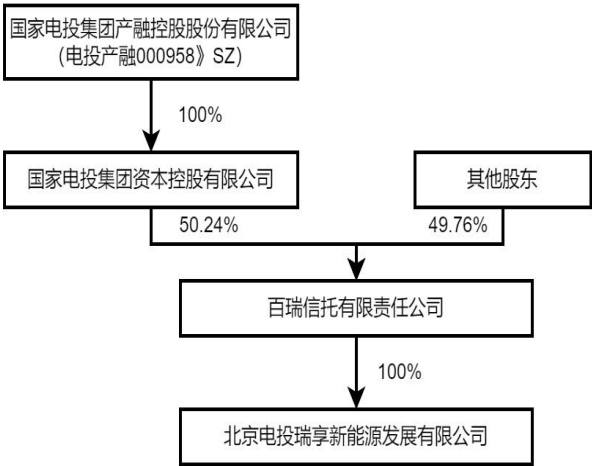 国家电投集团产融控股股份有限公司
(电投产融000958》SZ)
100%
国家电投集团资本控股有限公司
其他股东
50.24%
49.76%
百瑞信托有限责任公司
100%
北京电投瑞享新能源发展有限公司